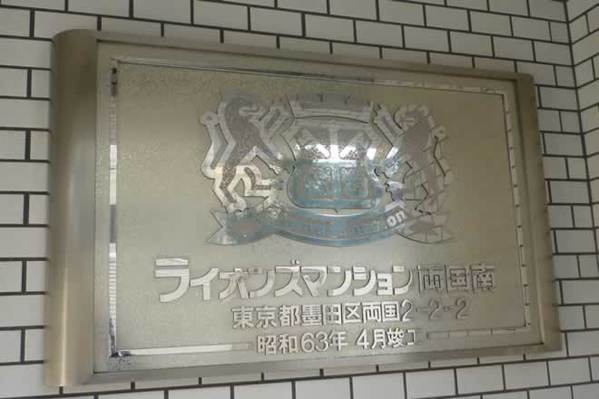 ライオンズマンション両国南
東京都墨田区両国2-2-2
昭和63年 4月竣工